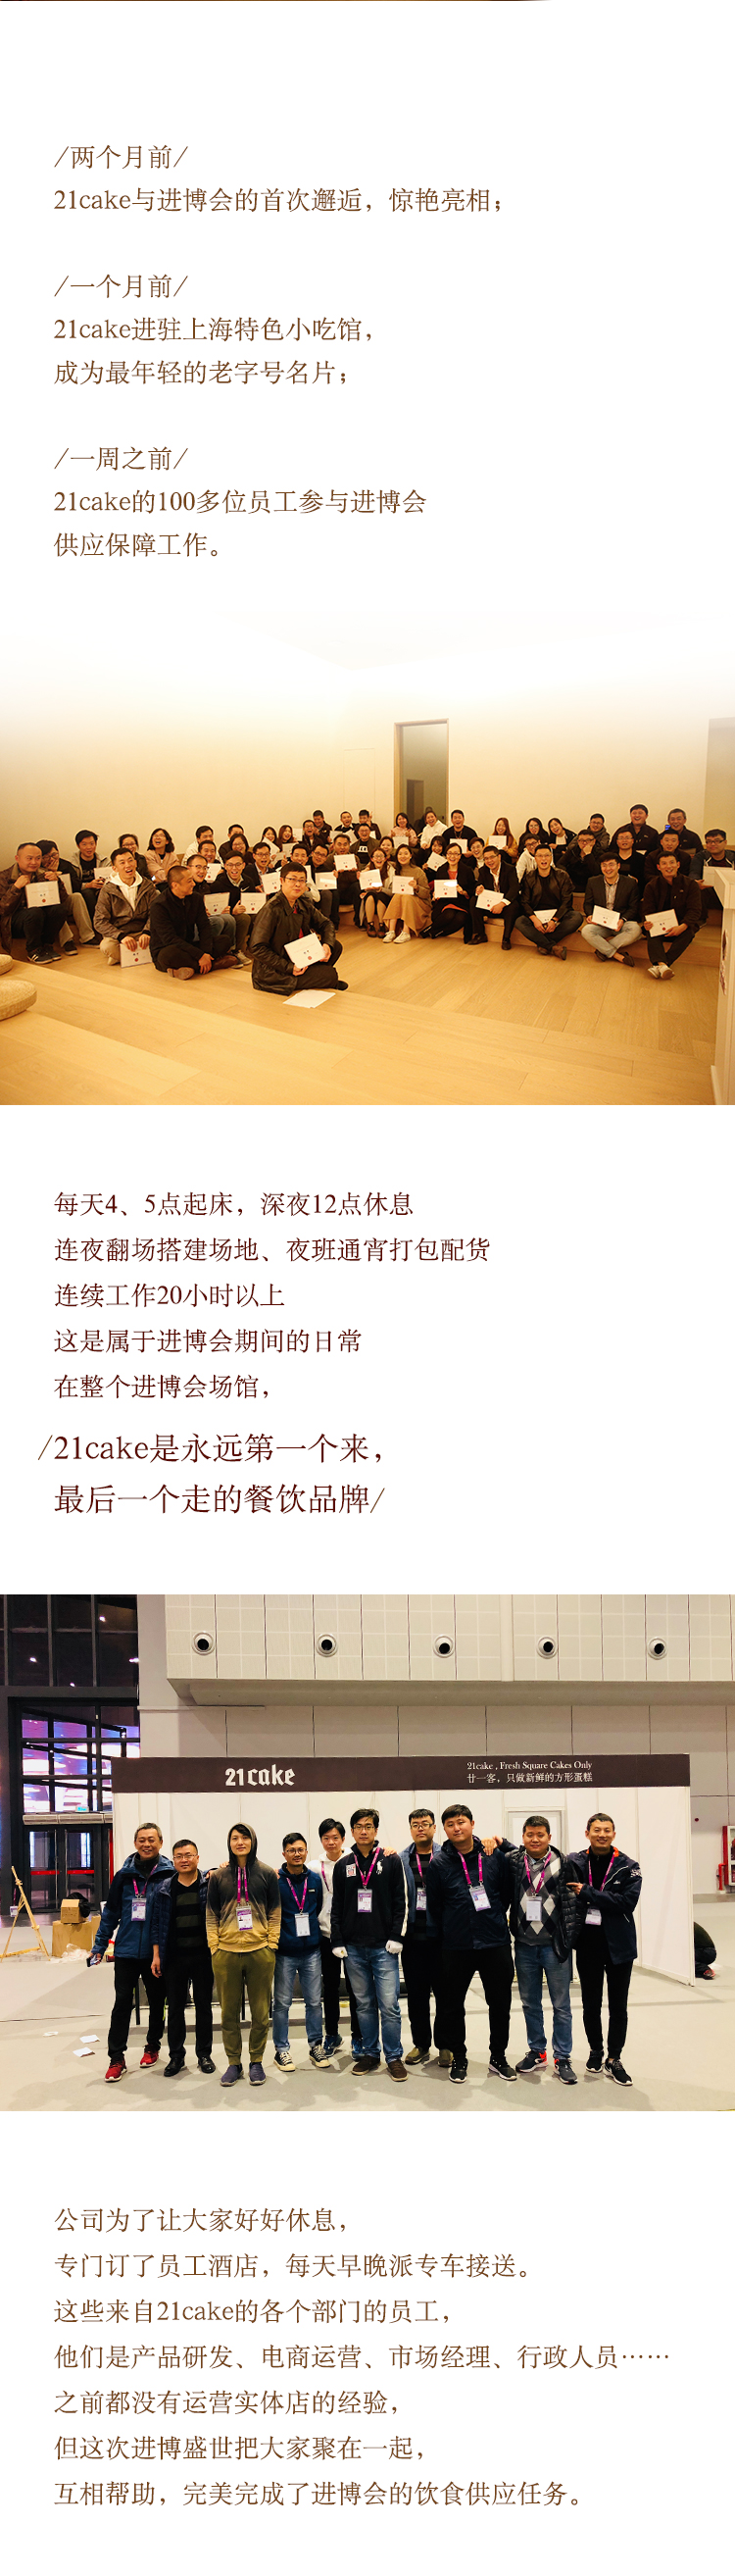 /两个月前/
21cake与进博会的首次邂逅，惊艳亮相；
/一个月前/
21cake进驻上海特色小吃馆，
成为最年轻的老字号名片；
/一周之前/
21cake的100多位员工参与进博会
供应保障工作。
每天4、5点起床，深夜12点休息
连夜翻场搭建场地、夜班通宵打包配货
连续工作20小时以上
这是属于进博会期间的日常
在整个进博会场馆，
/21cake是永远第一个来，
最后一个走的餐饮品牌/
21cake
21cake , Fresh Square Cakes Only
廿一客，只做新鲜的方形蛋糕
公司为了让大家好好休息，
专门订了员工酒店，每天早晚派专车接送。
这些来自21cake的各个部门的员工，
他们是产品研发、电商运营、市场经理、行政人员……
之前都没有运营实体店的经验，
但这次进博盛世把大家聚在一起，
互相帮助，完美完成了进博会的饮食供应任务。